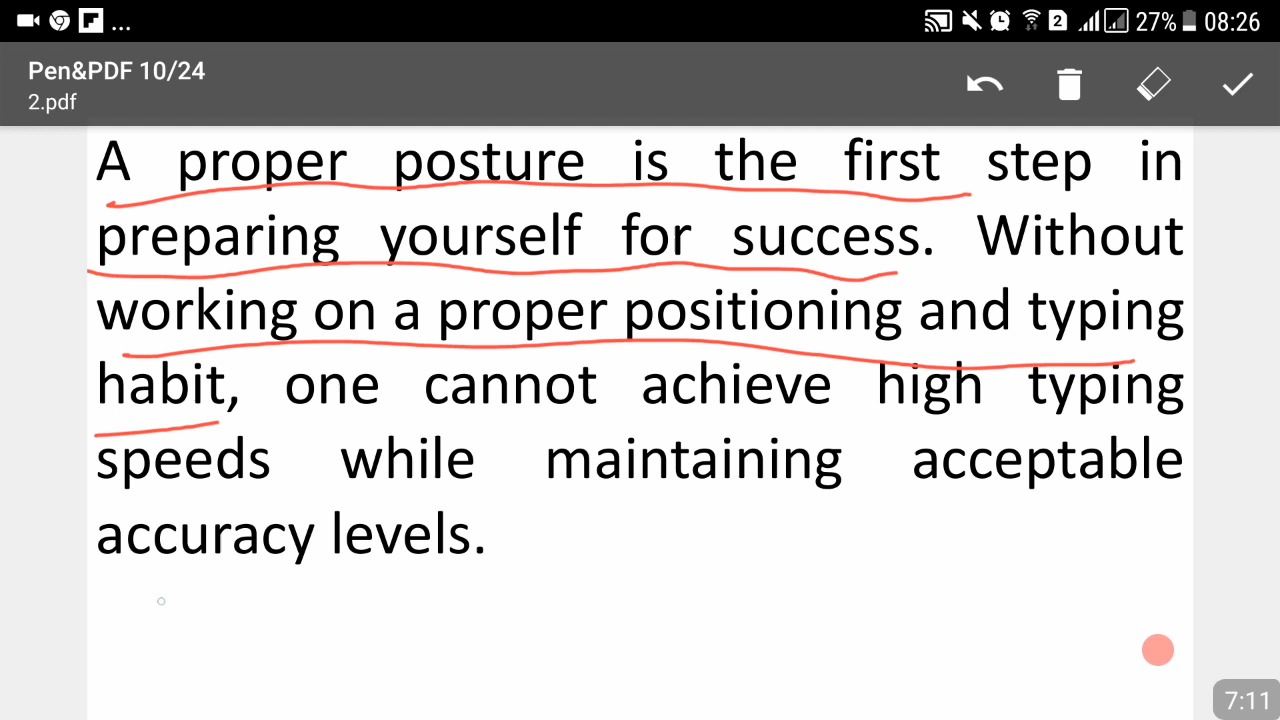 ... 2 27% 08:26
Pen&PDF 10/24
2.pdf
A proper posture is the first step in
preparing yourself for success. Without
working on a proper positioning and typing
habit, one cannot achieve high typing
speeds while maintaining acceptable
accuracy levels.
7:11